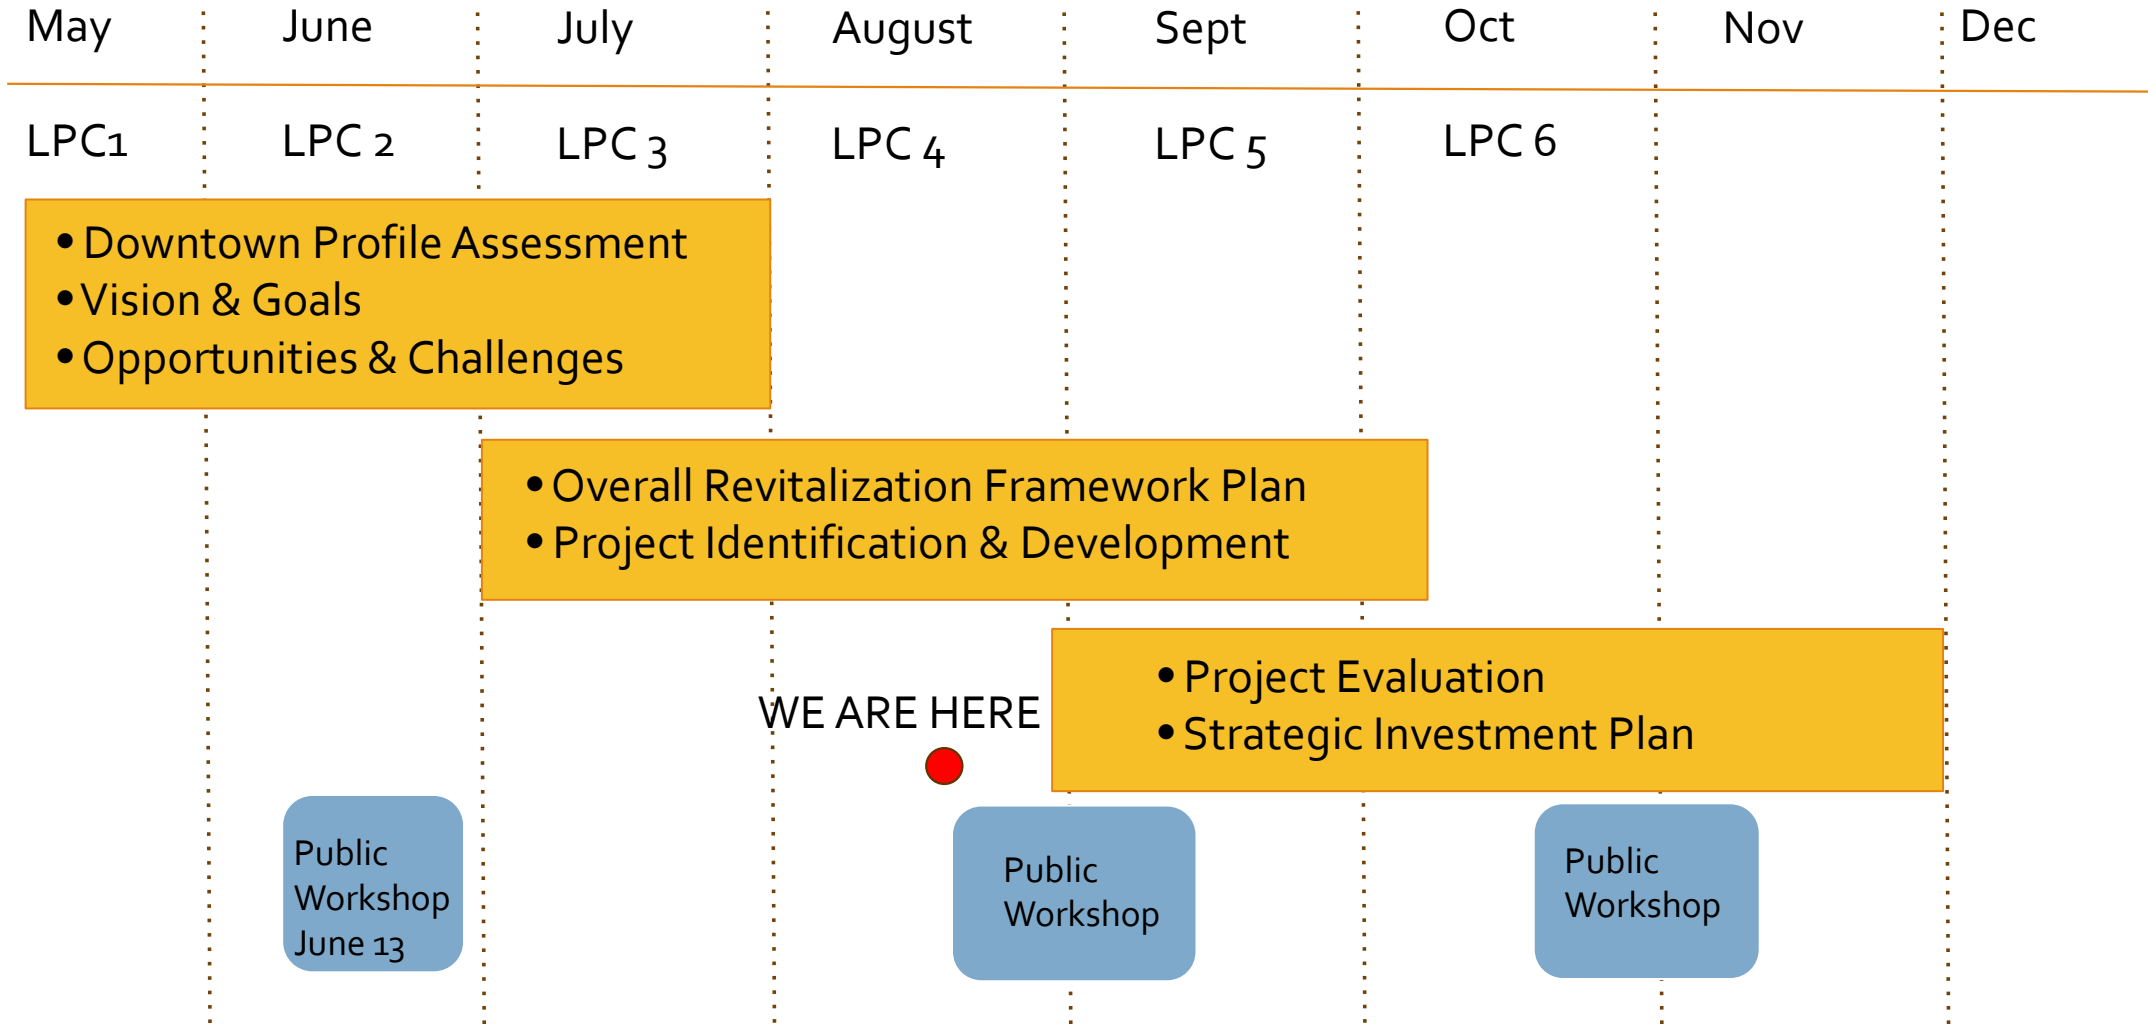 May June July August Sept Oct Nov Dec
LPC1 LPC 2 LPC 3 LPC 4 LPC 5 LPC 6
• Downtown Profile Assessment
• Vision & Goals
• Opportunities & Challenges
• Overall Revitalization Framework Plan
• Project Identification & Development
• Project Evaluation
• Strategic Investment Plan
WE ARE HERE
Public
Workshop
June 13
Public
Workshop
Public
Workshop